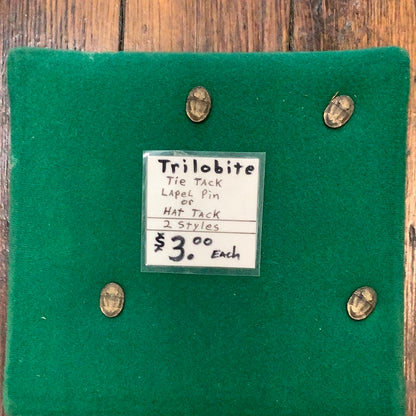 Trilobite
Tie Tack
Lapel Pin
or
Hat Tack
2 Styles
$3.00 Each